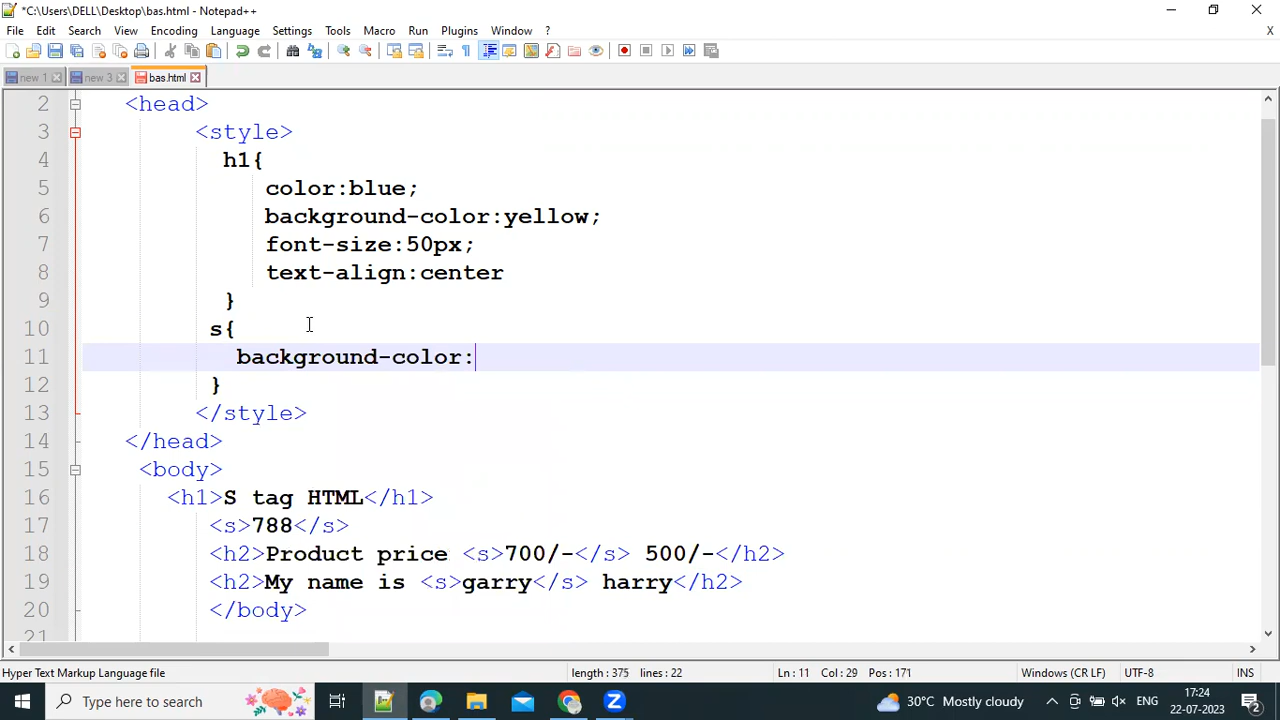 *C:\Users\DELL\Desktop\bas.html - Notepad++
File Edit Search View Encoding Language Settings Tools Macro Run Plugins Window ? X
new 1 new 3 bas.html
2 <head>
3 <style>
4 h1{
5 color:blue;
6 background-color:yellow;
7 font-size:50px;
8 text-align:center
9 }
10 s{
11 background-color:
12 }
13 </style>
14 </head>
15 <body>
16 <h1>S tag HTML</h1>
17 <s>788</s>
18 <h2>Product price <s>700/-</s> 500/-</h2>
19 <h2>My name is <s>garry</s> harry</h2>
20 </body>
21
Hyper Text Markup Language file length : 375 lines : 22 Ln : 11 Col : 29 Pos : 171 Windows (CR LF) UTF-8 INS
Type here to search 30°C Mostly cloudy ENG 17:24
22-07-2023 2